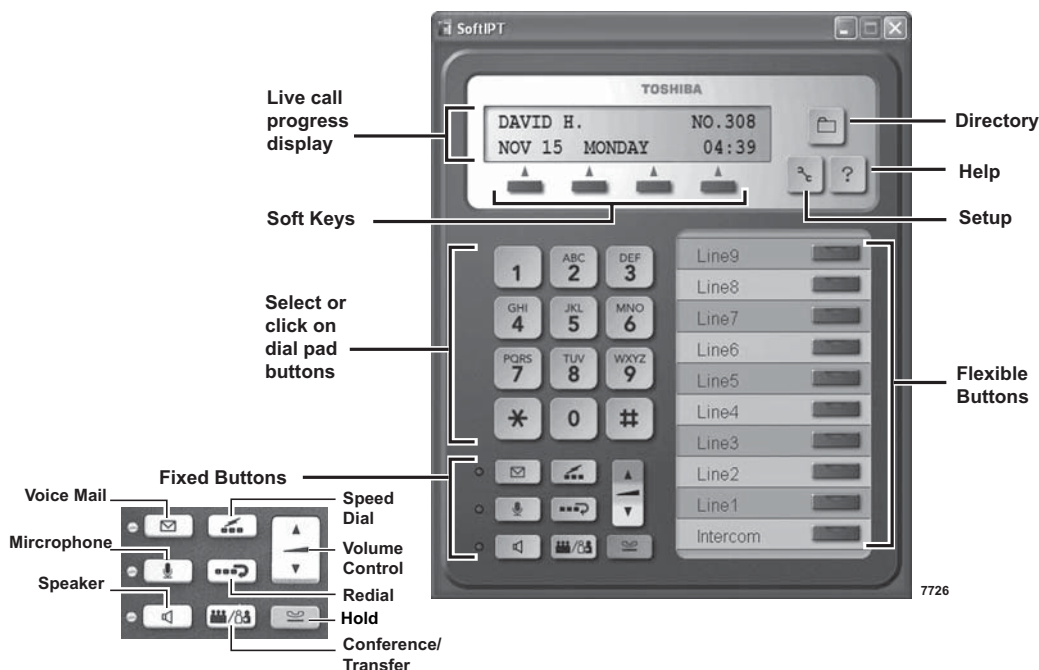 SoftIPT
TOSHIBA
DAVID H. NO.308
NOV 15 MONDAY 04:39
Live call
progress
display
Directory
?
Help
Setup
Soft Keys
Select or
click on
dial pad
buttons
1
ABC
2
DEF
3
GHI
4
JKL
5
MNO
6
PQRS
7
TUV
8
WXYZ
9
*
0
#
Line9
Line8
Line7
Line6
Line5
Line4
Line3
Line2
Line1
Intercom
Flexible
Buttons
Fixed Buttons
Voice Mail
Speed
Dial
Mircrophone
Volume
Control
Speaker
Redial
Hold
Conference/
Transfer
7726